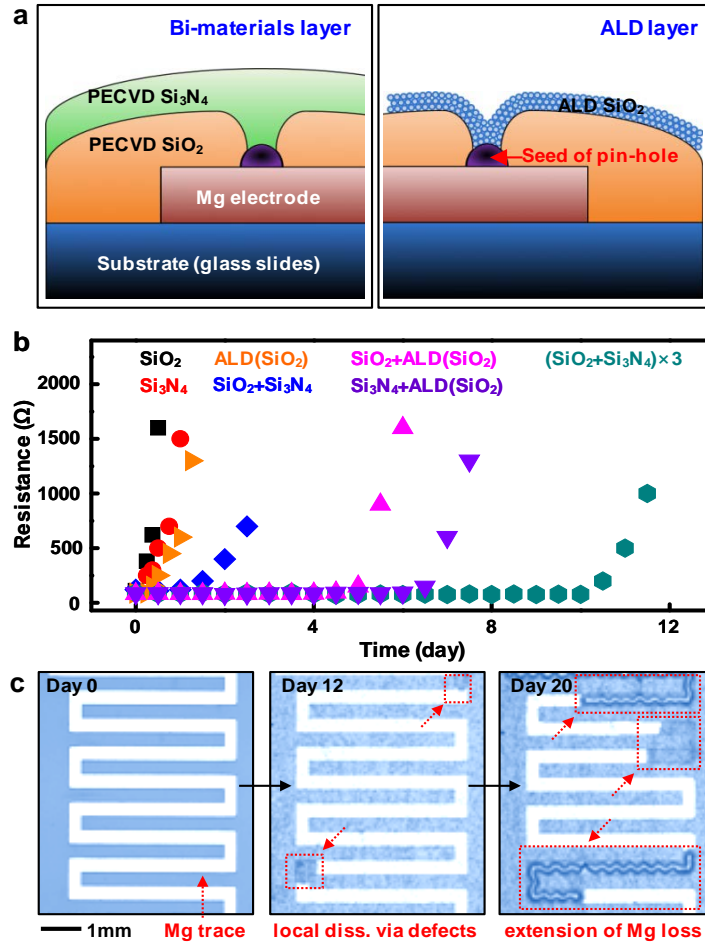 a
Bi-materials layer
ALD layer
PECVD Si₃N₄
PECVD SiO₂
ALD SiO₂
Seed of pin-hole
Mg electrode
Substrate (glass slides)
b
SiO₂ ALD(SiO₂) SiO₂+ALD(SiO₂) (SiO₂+Si₃N₄)×3
Si₃N₄ SiO₂+Si₃N₄ Si₃N₄+ALD(SiO₂)
Resistance (Ω)
2000
1500
1000
500
0
0 4 8 12
Time (day)
c
Day 0 Day 12 Day 20
1mm Mg trace local diss. via defects extension of Mg loss